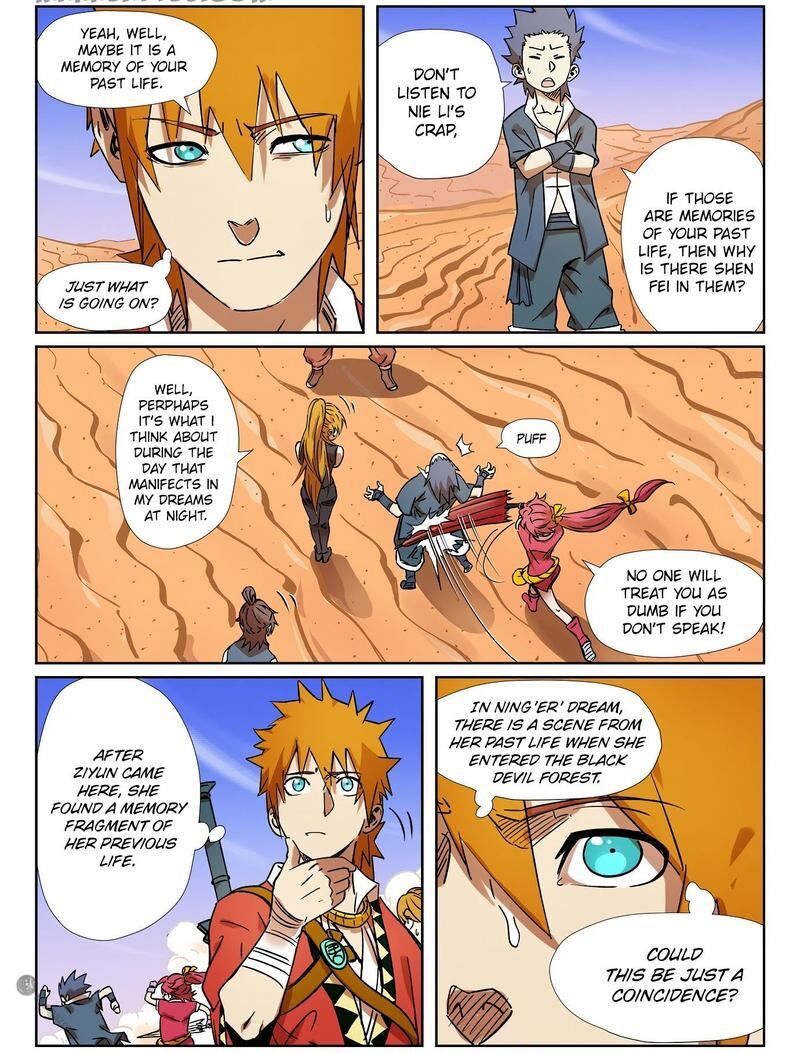 YEAH, WELL,
MAYBE IT IS A
MEMORY OF YOUR
PAST LIFE.
JUST WHAT
IS GOING ON?
DON'T
LISTEN TO
NIE LI'S
CRAP,
IF THOSE
ARE MEMORIES
OF YOUR PAST
LIFE, THEN WHY
IS THERE SHEN
FEI IN THEM?
WELL,
PERPHAPS
IT'S WHAT I
THINK ABOUT
DURING THE
DAY THAT
MANIFECTS IN
MY DREAMS
AT NIGHT.
PUFF
NO ONE WILL
TREAT YOU AS
DUMB IF YOU
DON'T SPEAK!
AFTER
ZIYUN CAME
HERE, SHE
FOUND A MEMORY
FRAGMENT OF
HER PREVIOUS
LIFE.
IN NING 'ER' DREAM,
THERE IS A SCENE FROM
HER PAST LIFE WHEN SHE
ENTERED THE BLACK
DEVIL FOREST.
COULD
THIS BE JUST A
COINCIDENCE?